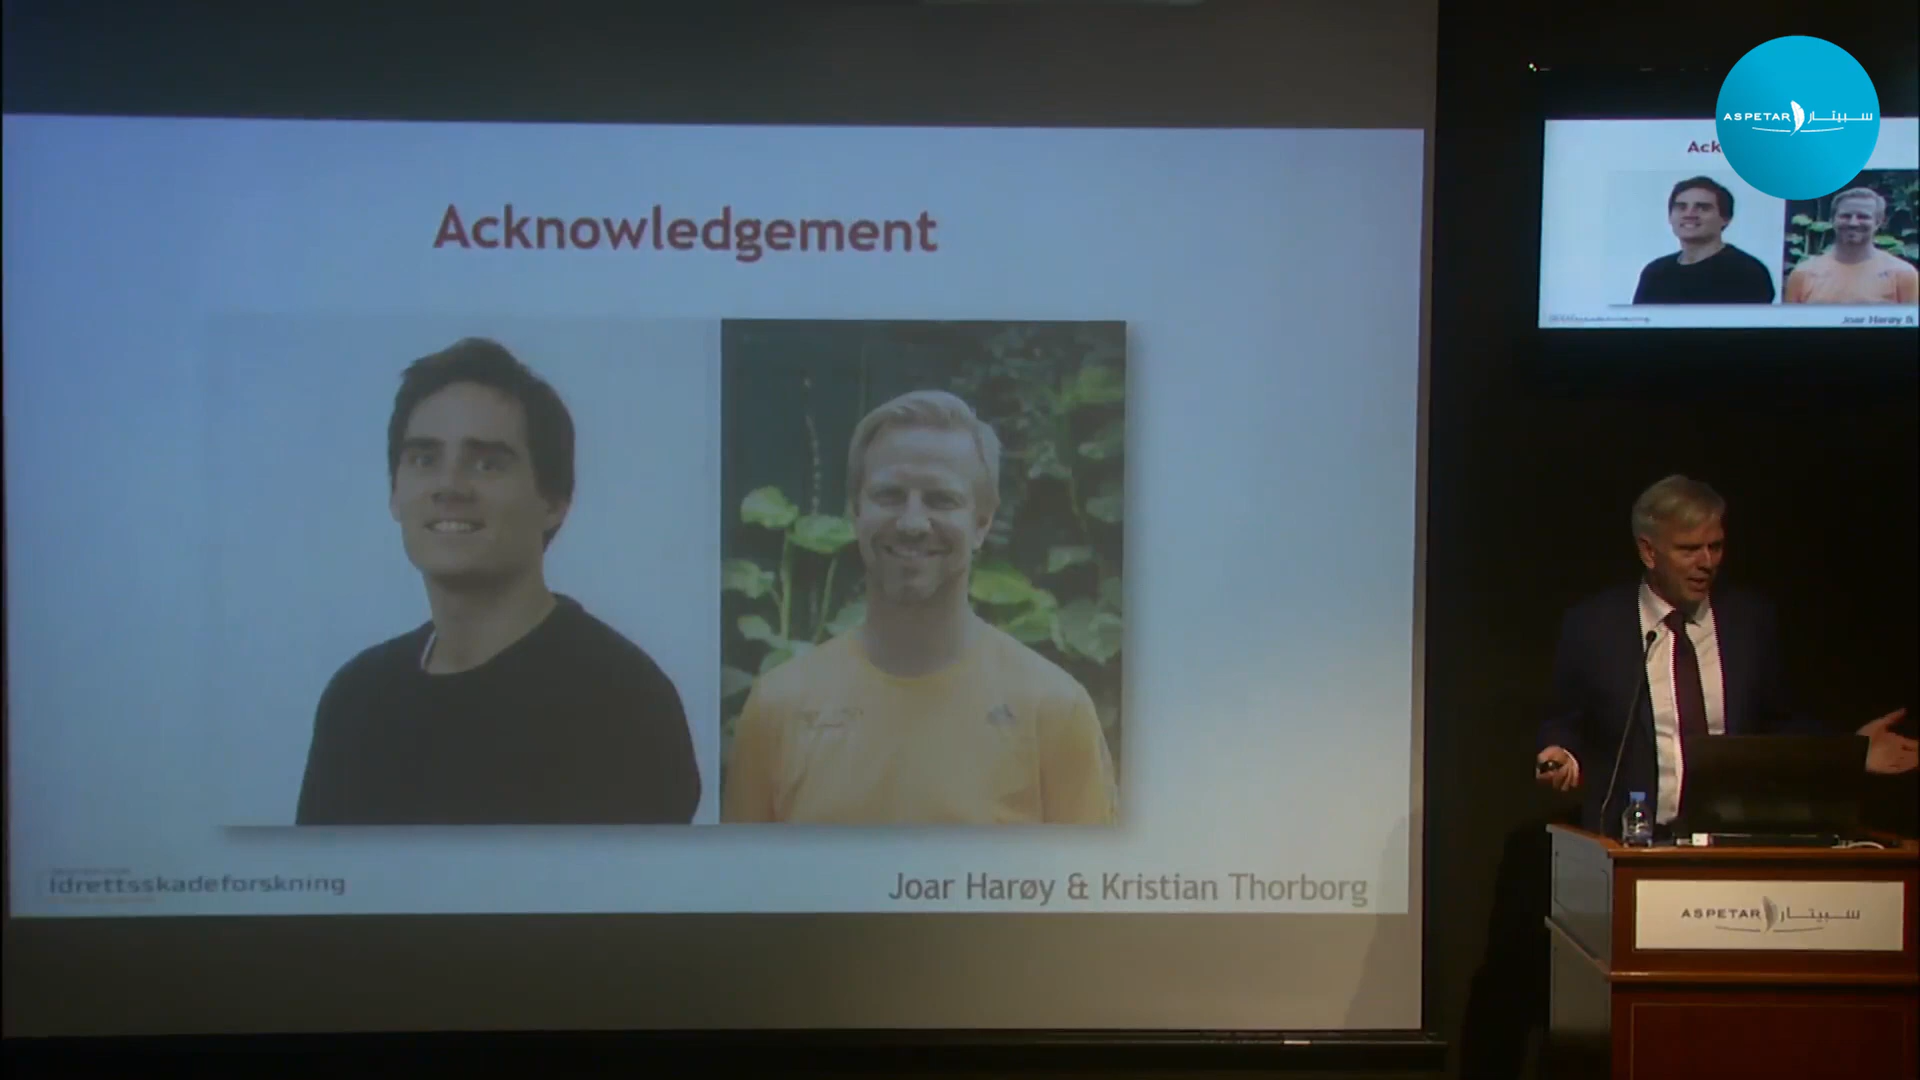 Acknowledgement
idrettsskadeforskning
Joar Harøy & Kristian Thorborg
ASPETAR سبيتار
Ack
Joar Harøy &
ASPETAR سبيتار